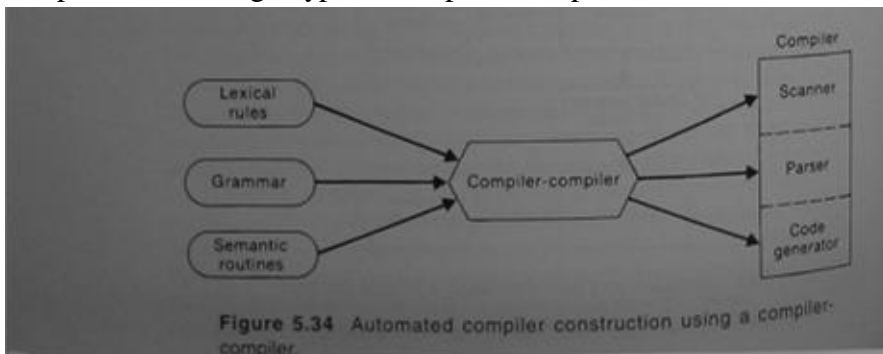 Compiler
Lexical
rules
Scanner
Grammar
Compiler-compiler
Parser
Semantic
routines
Code
generator
Figure 5.34 Automated compiler construction using a compiler-
compiler.